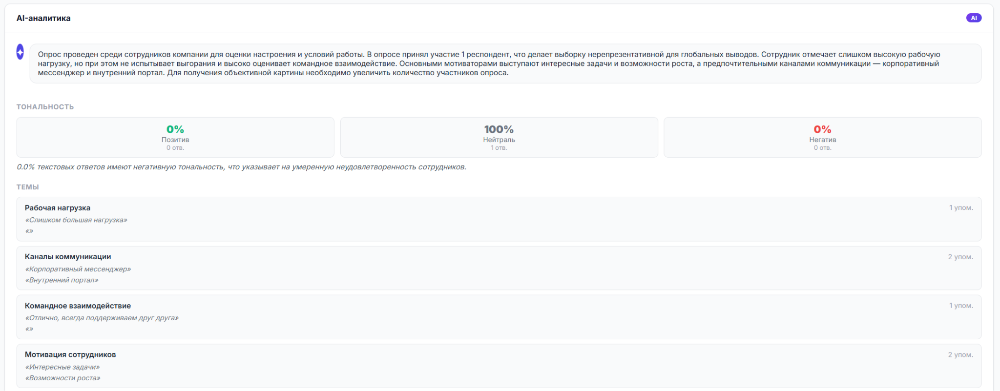 AI-аналитика
AI
Опрос проведен среди сотрудников компании для оценки настроения и условий работы. В опросе принял участие 1 респондент, что делает выборку нерепрезентативной для глобальных выводов. Сотрудник отмечает слишком высокую рабочую
нагрузку, но при этом не испытывает выгорания и высоко оценивает командное взаимодействие. Основными мотиваторами выступают интересные задачи и возможности роста, а предпочтительными каналами коммуникации — корпоративный
мессенджер и внутренний портал. Для получения объективной картины необходимо увеличить количество участников опроса.
ТОНАЛЬНОСТЬ
0%
Позитив
0 отв.
100%
Нейтраль
1 отв.
0%
Негатив
0 отв.
0.0% текстовых ответов имеют негативную тональность, что указывает на умеренную неудовлетворенность сотрудников.
ТЕМЫ
Рабочая нагрузка
1 упом.
«Слишком большая нагрузка»
«»
Каналы коммуникации
2 упом.
«Корпоративный мессенджер»
«Внутренний портал»
Командное взаимодействие
1 упом.
«Отлично, всегда поддерживаем друг друга»
«»
Мотивация сотрудников
2 упом.
«Интересные задачи»
«Возможности роста»